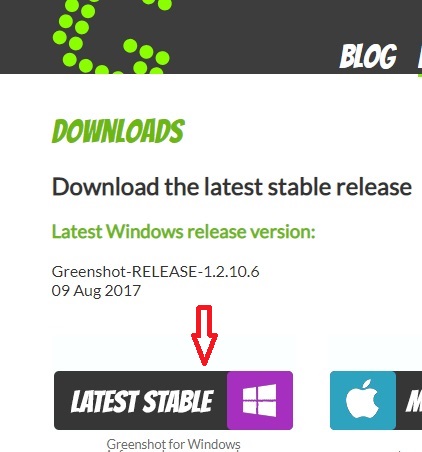 BLOG
DOWNLOADS
Download the latest stable release
Latest Windows release version:
Greenshot-RELEASE-1.2.10.6
09 Aug 2017
LATEST STABLE
Greenshot for Windows